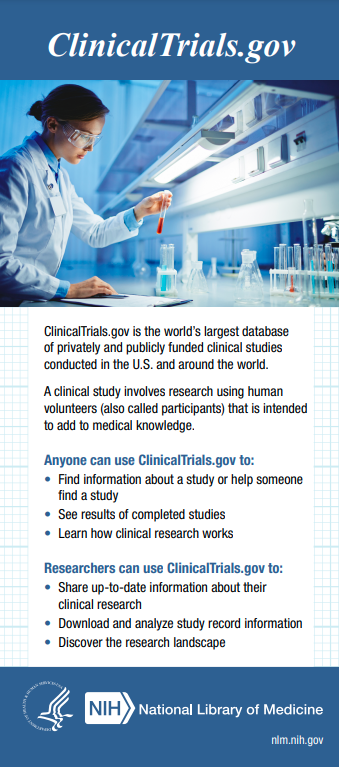 ClinicalTrials.gov
ClinicalTrials.gov is the world's largest database
of privately and publicly funded clinical studies
conducted in the U.S. and around the world.
A clinical study involves research using human
volunteers (also called participants) that is intended
to add to medical knowledge.
Anyone can use ClinicalTrials.gov to:
• Find information about a study or help someone
find a study
• See results of completed studies
• Learn how clinical research works
Researchers can use ClinicalTrials.gov to:
• Share up-to-date information about their
clinical research
• Download and analyze study record information
• Discover the research landscape
NIH National Library of Medicine
nlm.nih.gov